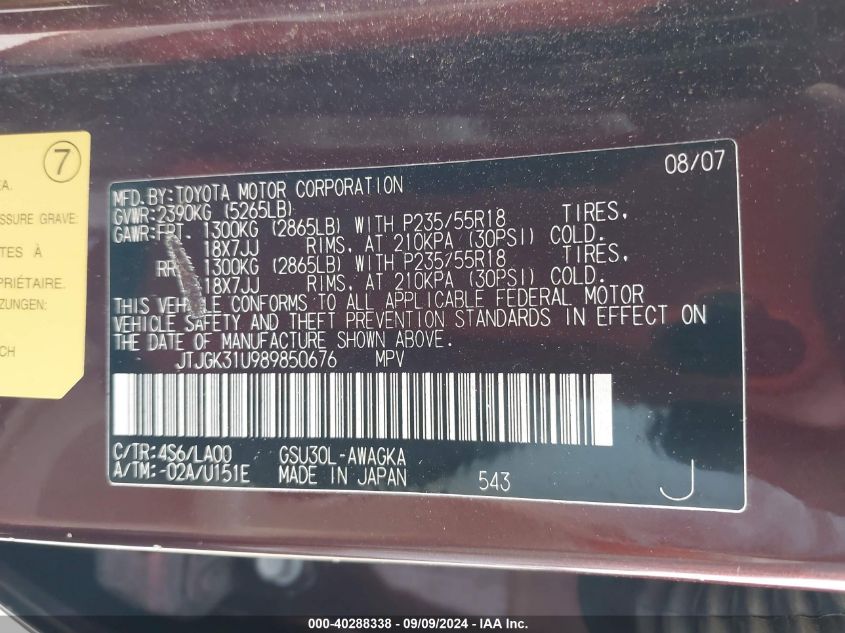 7
EA.
SSURE GRAVE:
TES À
PRIÉTAIRE.
ZUNGEN:
CH
08/07
MFD. BY: TOYOTA MOTOR CORPORATION
GVWR: 2390KG (5265LB)
GAWR: FRT. 1300KG (2865LB) WITH P235/55R18 TIRES,
18X7JJ RIMS, AT 210KPA (30PSI) COLD.
RR. 1300KG (2865LB) WITH P235/55R18 TIRES,
18X7JJ RIMS, AT 210KPA (30PSI) COLD.
THIS VEHICLE CONFORMS TO ALL APPLICABLE FEDERAL MOTOR
VEHICLE SAFETY AND THEFT PREVENTION STANDARDS IN EFFECT ON
THE DATE OF MANUFACTURE SHOWN ABOVE.
JTJGK31U989850676 MPV
C/TR: 4S6/LA00 GSU30L-AWAGKA
A/TM: -02A/U151E MADE IN JAPAN 543 J
000-40288338 - 09/09/2024 - IAA Inc.